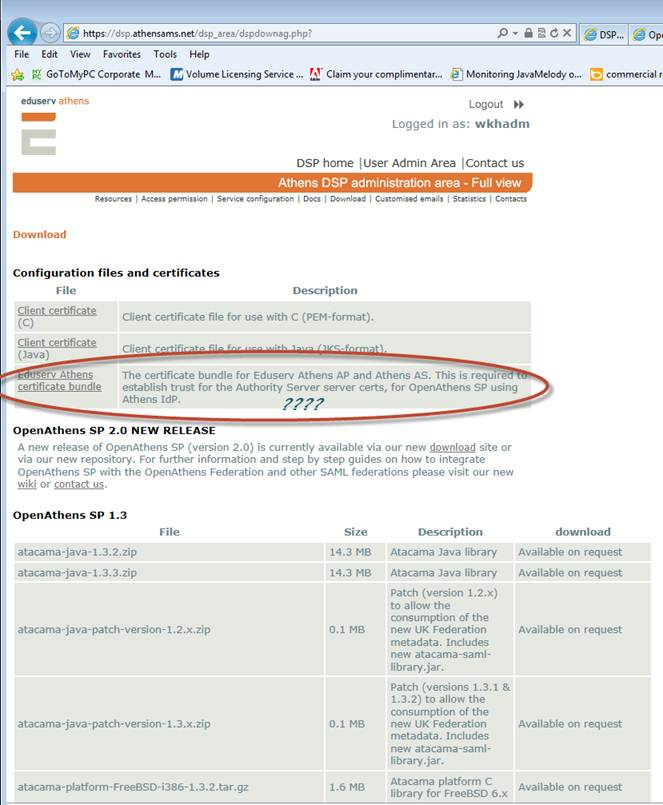 https://dsp.athensams.net/dsp_area/dspdownag.php?
DSP...
Ope
File Edit View Favorites Tools Help
GoToMyPC Corporate M...
Volume Licensing Service ...
Claim your complimentar...
Monitoring JavaMelody o...
commercial r
eduserv athens
Logout
Logged in as: wkhadm
DSP home |User Admin Area |Contact us
Athens DSP administration area - Full view
Resources | Access permission | Service configuration | Docs | Download | Customised emails | Statistics | Contacts
Download
Configuration files and certificates
File Description
Client certificate
(C)
Client certificate file for use with C (PEM-format).
Client certificate
(Java)
Client certificate file for use with Java (JKS-format).
Eduserv Athens
certificate bundle
The certificate bundle for Eduserv Athens AP and Athens AS. This is required to
establish trust for the Authority Server server certs, for OpenAthens SP using
Athens IdP.
????
OpenAthens SP 2.0 NEW RELEASE
A new release of OpenAthens SP (version 2.0) is currently available via our new download site or
via our new repository. For further information and step by step guides on how to integrate
OpenAthens SP with the OpenAthens Federation and other SAML federations please visit our new
wiki or contact us.
OpenAthens SP 1.3
File Size Description download
atacama-java-1.3.2.zip 14.3 MB Atacama Java library Available on request
atacama-java-1.3.3.zip 14.3 MB Atacama Java library Available on request
atacama-java-patch-version-1.2.x.zip 0.1 MB
Patch (version 1.2.x)
to allow the
consumption of the
new UK Federation
metadata. Includes
new atacama-saml-
library.jar.
Available on request
atacama-java-patch-version-1.3.x.zip 0.1 MB
Patch (versions 1.3.1 &
1.3.2) to allow the
consumption of the
new UK Federation
metadata. Includes
new atacama-saml-
library.jar.
Available on request
atacama-platform-FreeBSD-i386-1.3.2.tar.gz 1.6 MB
Atacama platform C
library for FreeBSD 6.x
Available on request